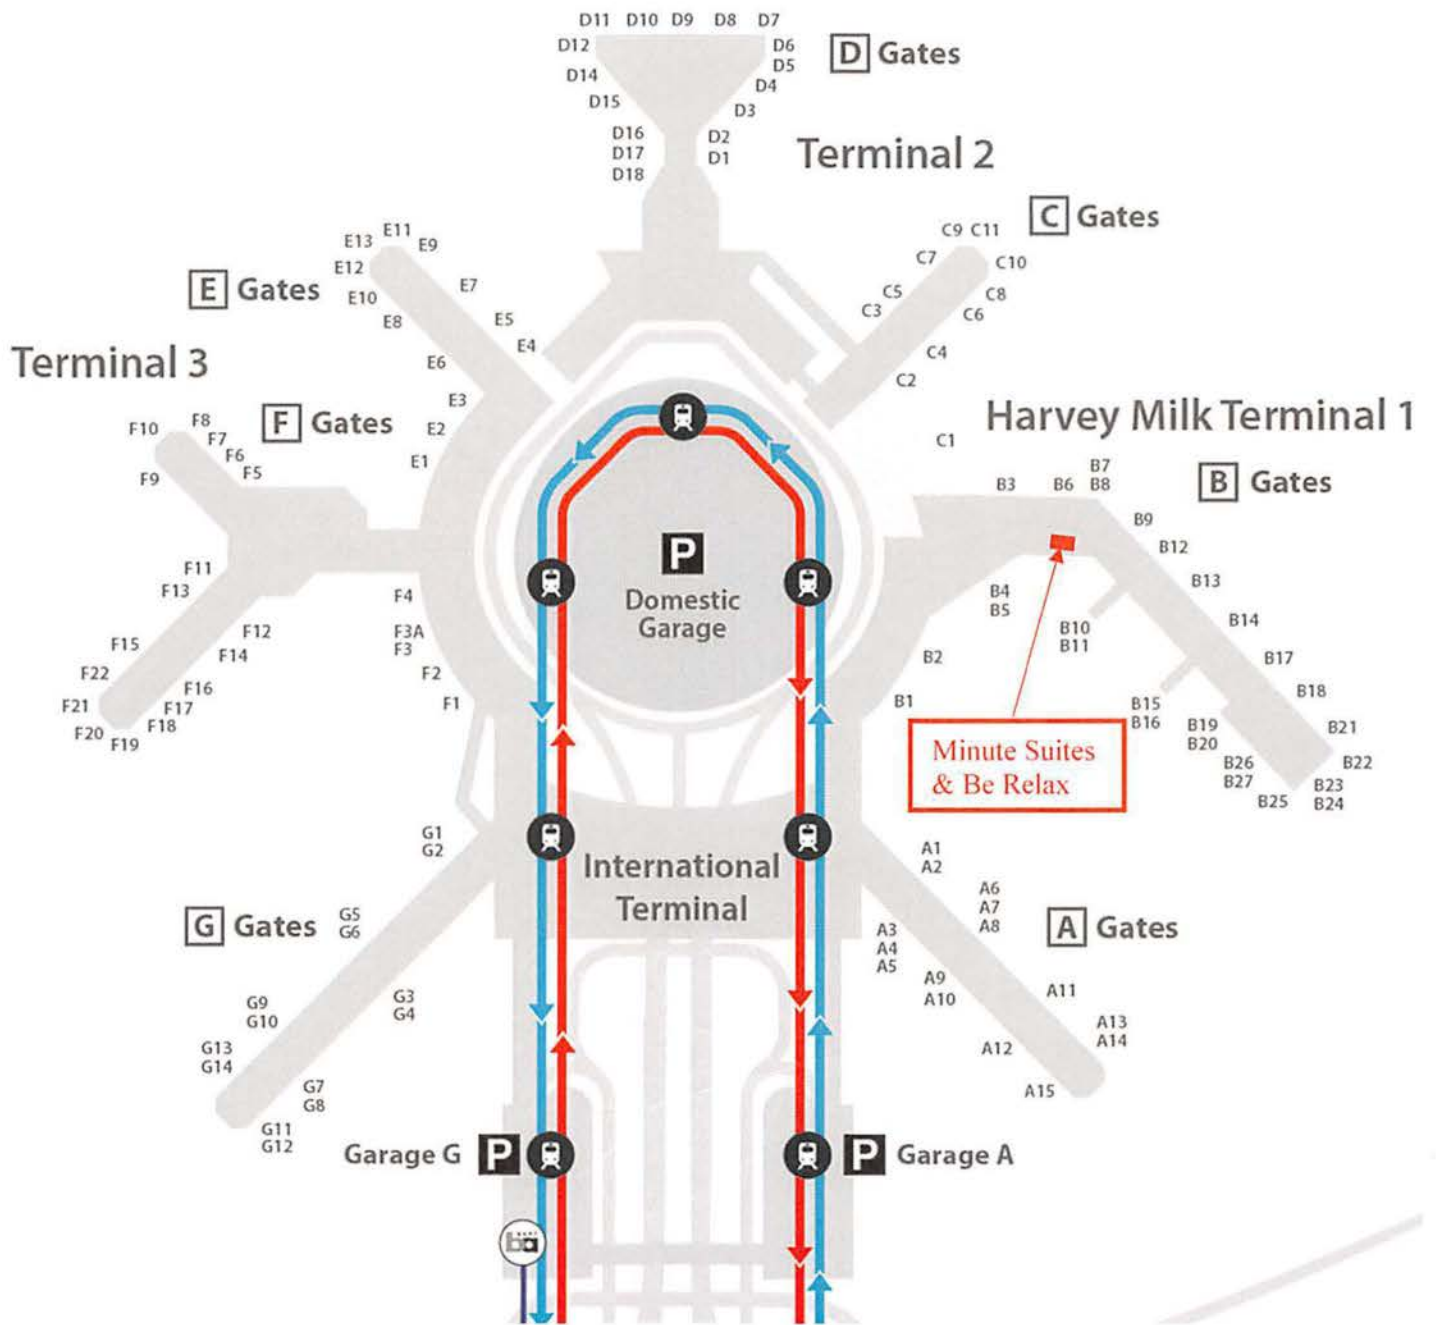 D11 D10 D9 D8 D7
D12
D6
D5
D14
D4
D15
D3
D16
D2
D17
D1
D18
D Gates
Terminal 2
C Gates
C9 C11
C7
C10
C5
C8
C3
C6
C4
C2
C1
E11
E13
E9
E12
E7
E10
E5
E8
E4
E6
E3
E2
E1
E Gates
Terminal 3
F Gates
F8
F10
F7
F6
F9
F5
F11
F13
F4
F12
F3A
F3
F15
F14
F22
F2
F16
F21
F17
F1
F18
F20
F19
Harvey Milk Terminal 1
B Gates
B7
B3 B6 B8
B9
B12
B13
B4
B5
B14
B10
B11
B2
B17
B18
B1
B15
B16
B19
B20
B21
B26
B27
B22
B23
B25
B24
P
Domestic
Garage
Minute Suites
& Be Relax
International
Terminal
G1
G2
G5
G6
G Gates
G9
G10
G3
G4
G13
G14
G7
G8
G11
G12
A1
A2
A6
A7
A8
A Gates
A3
A4
A5
A9
A10
A11
A13
A14
A12
A15
Garage G P
P Garage A
ba